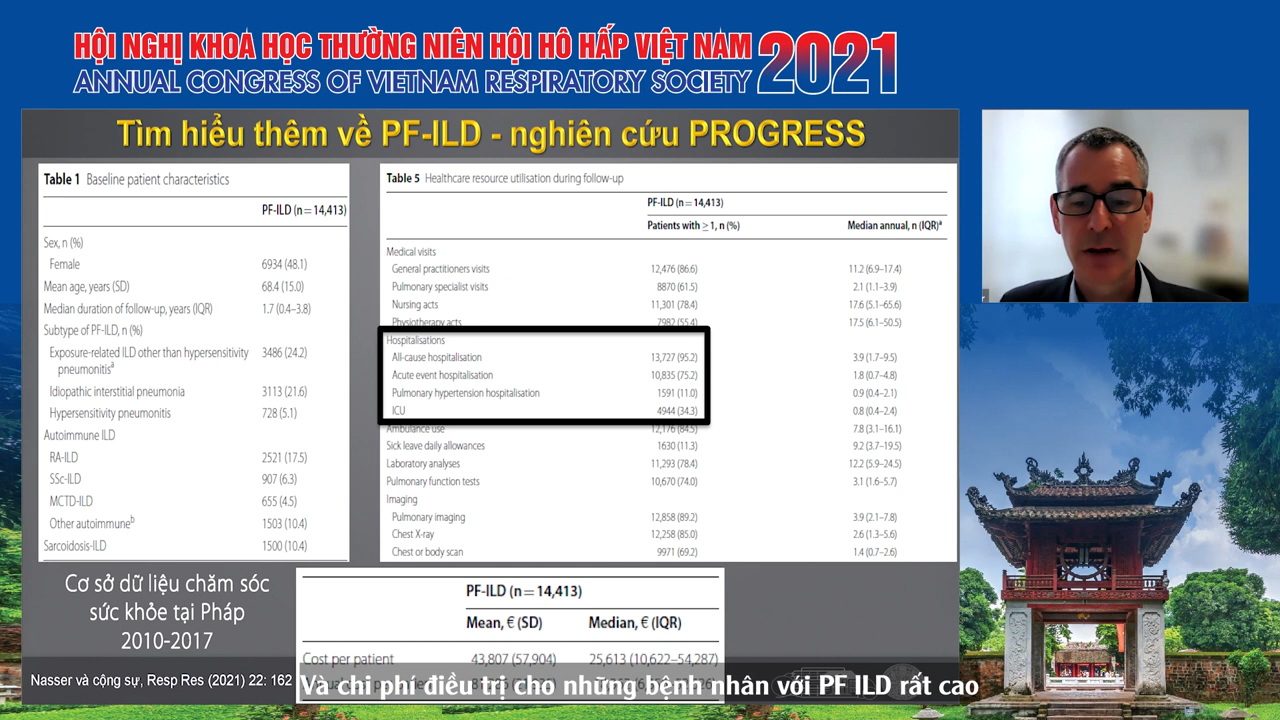 HỘI NGHỊ KHOA HỌC THƯỜNG NIÊN HỘI HÔ HẤP VIỆT NAM 2021
ANNUAL CONGRESS OF VIETNAM RESPIRATORY SOCIETY
Tìm hiểu thêm về PF-ILD - nghiên cứu PROGRESS
Table 1 Baseline patient characteristics
PF-ILD (n=14,413)
Sex, n (%)
Female 6934 (48.1)
Mean age, years (SD) 68.4 (15.0)
Median duration of follow-up, years (IQR) 1.7 (0.4–3.8)
Subtype of PF-ILD, n (%)
Exposure-related ILD other than hypersensitivity 3486 (24.2)
pneumonitisª
Idiopathic interstitial pneumonia 3113 (21.6)
Hypersensitivity pneumonitis 728 (5.1)
Autoimmune ILD
RA-ILD 2521 (17.5)
SSc-ILD 907 (6.3)
MCTD-ILD 655 (4.5)
Other autoimmuneᵇ 1503 (10.4)
Sarcoidosis-ILD 1500 (10.4)
Table 5 Healthcare resource utilisation during follow-up
PF-ILD (n=14,413)
Patients with ≥1, n (%) Median annual, n (IQR)ª
Medical visits
General practitioners visits 12,476 (86.6) 11.2 (6.9–17.4)
Pulmonary specialist visits 8870 (61.5) 2.1 (1.1–3.9)
Nursing acts 11,301 (78.4) 17.6 (5.1–65.6)
Physiotherapy acts 7982 (55.4) 17.5 (6.1–50.5)
Hospitalisations
All-cause hospitalisation 13,727 (95.2) 3.9 (1.7–9.5)
Acute event hospitalisation 10,835 (75.2) 1.8 (0.7–4.8)
Pulmonary hypertension hospitalisation 1591 (11.0) 0.9 (0.4–2.1)
ICU 4944 (34.3) 0.8 (0.4–2.4)
Ambulance use 12,176 (84.5) 7.8 (3.1–16.1)
Sick leave daily allowances 1630 (11.3) 9.2 (3.7–19.5)
Laboratory analyses 11,293 (78.4) 12.2 (5.9–24.5)
Pulmonary function tests 10,670 (74.0) 3.1 (1.6–5.7)
Imaging
Pulmonary imaging 12,858 (89.2) 3.9 (2.1–7.8)
Chest X-ray 12,258 (85.0) 2.6 (1.3–5.6)
Chest or body scan 9971 (69.2) 1.4 (0.7–2.6)
Cơ sở dữ liệu chăm sóc
sức khỏe tại Pháp
2010-2017
PF-ILD (n=14,413)
Mean, € (SD) Median, € (IQR)
Cost per patient 43,807 (57,904) 25,613 (10,622–54,287)
Nasser và cộng sự, Resp Res (2021) 22: 162
Và chi phí điều trị cho những bệnh nhân với PF ILD rất cao